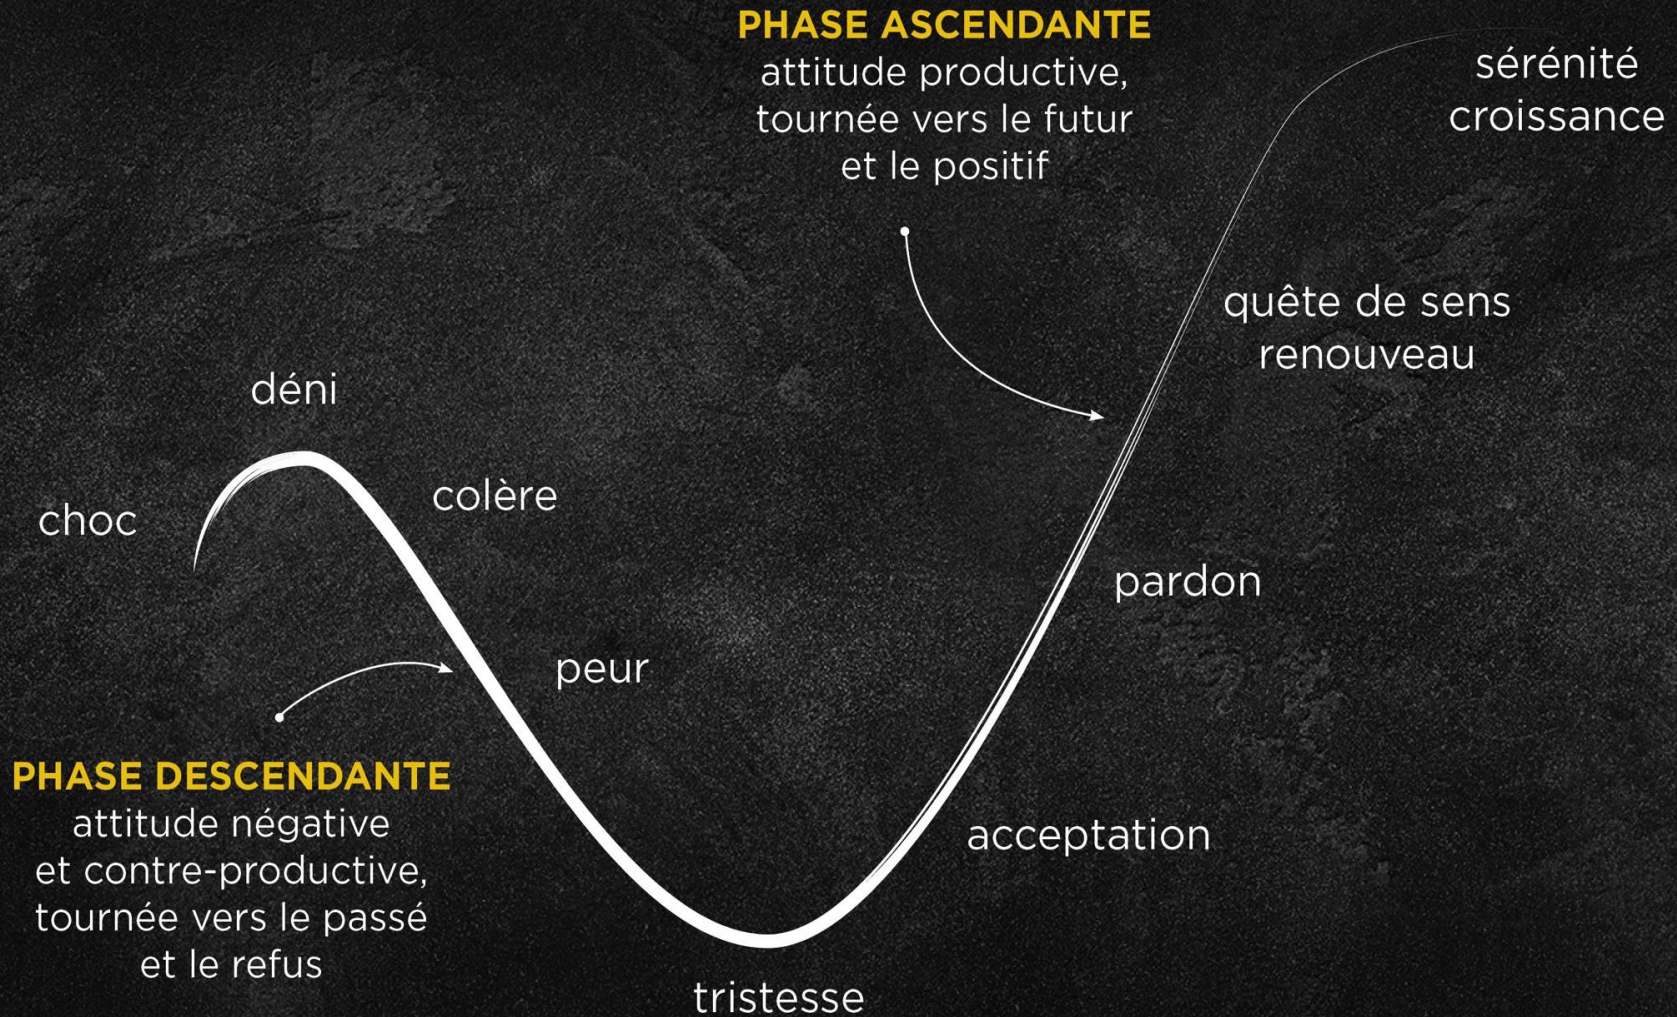 PHASE ASCENDANTE
attitude productive,
tournée vers le futur
et le positif
sérénité
croissance
quête de sens
renouveau
déni
choc
colère
pardon
peur
PHASE DESCENDANTE
attitude négative
et contre-productive,
tournée vers le passé
et le refus
acceptation
tristesse